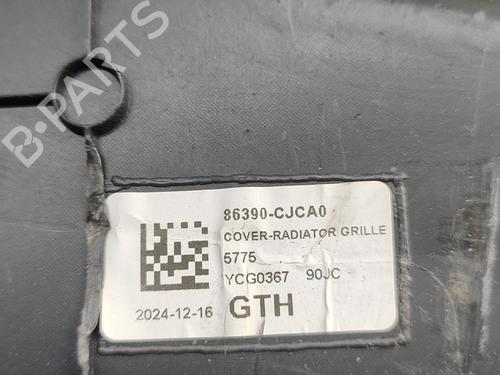 B-PARTS
86390-CJCA0
COVER-RADIATOR GRILLE
5775
YCG0367 90JC
2024-12-16 GTH